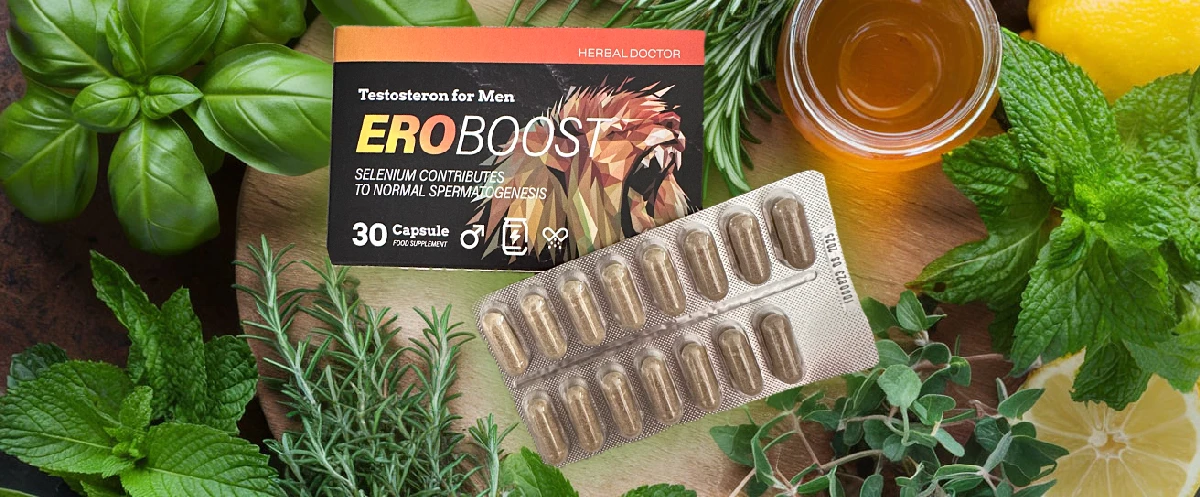 HERBAL DOCTOR
Testosteron for Men
EROBOOST
SELENIUM CONTRIBUTES
TO NORMAL SPERMATOGENESIS
30 Capsule
FOOD SUPPLEMENT